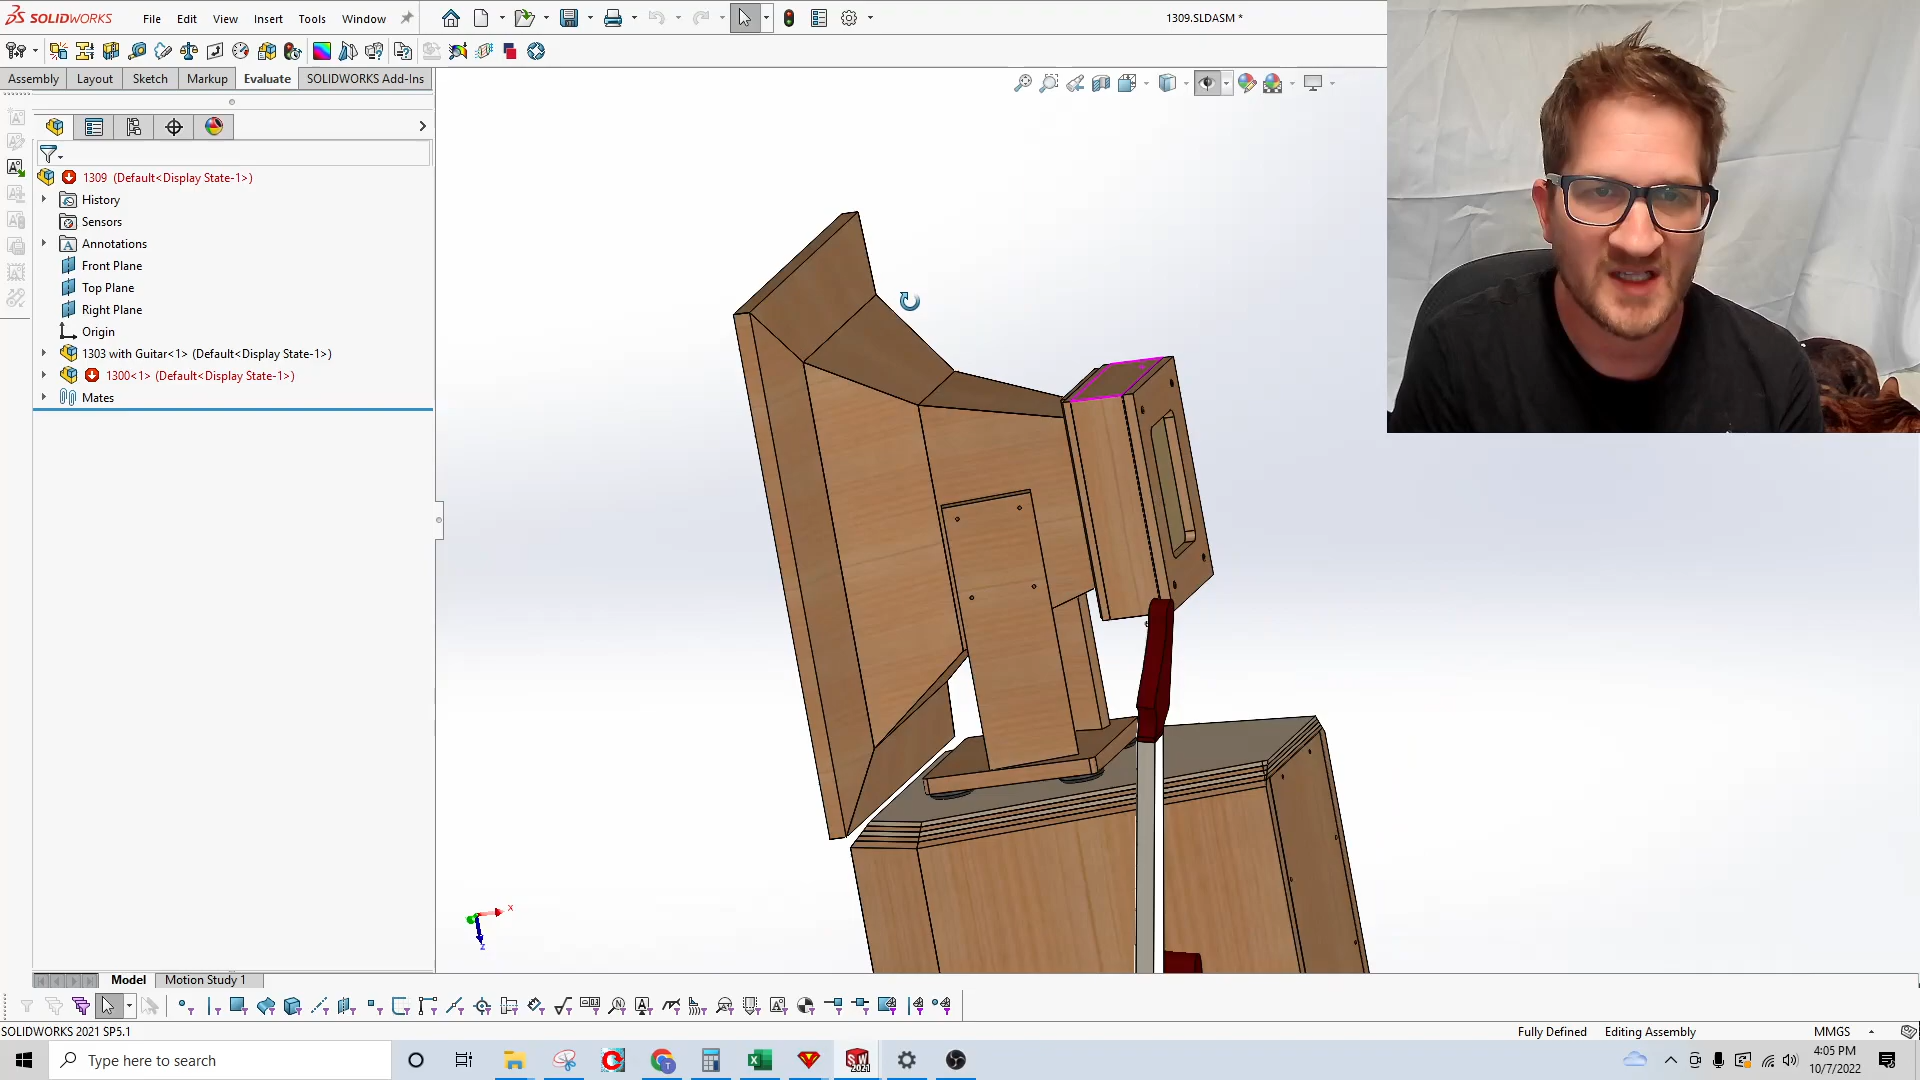 SOLIDWORKS File Edit Insert Tools Window
1309.SLDASM *
Assembly Layout Sketch Markup Evaluate SOLIDWORKS Add-Ins
1309 (Default<Display State-1>)
History
Sensors
Annotations
Front Plane
Top Plane
Right Plane
Origin
1303 with Guitar<1> (Default<Display State-1>)
1300<1> (Default<Display State-1>)
Mates
x
z
Model Motion Study 1
SOLIDWORKS 2021 SP5.1
Fully Defined Editing Assembly MMGS
Type here to search
4:05 PM
10/7/2022